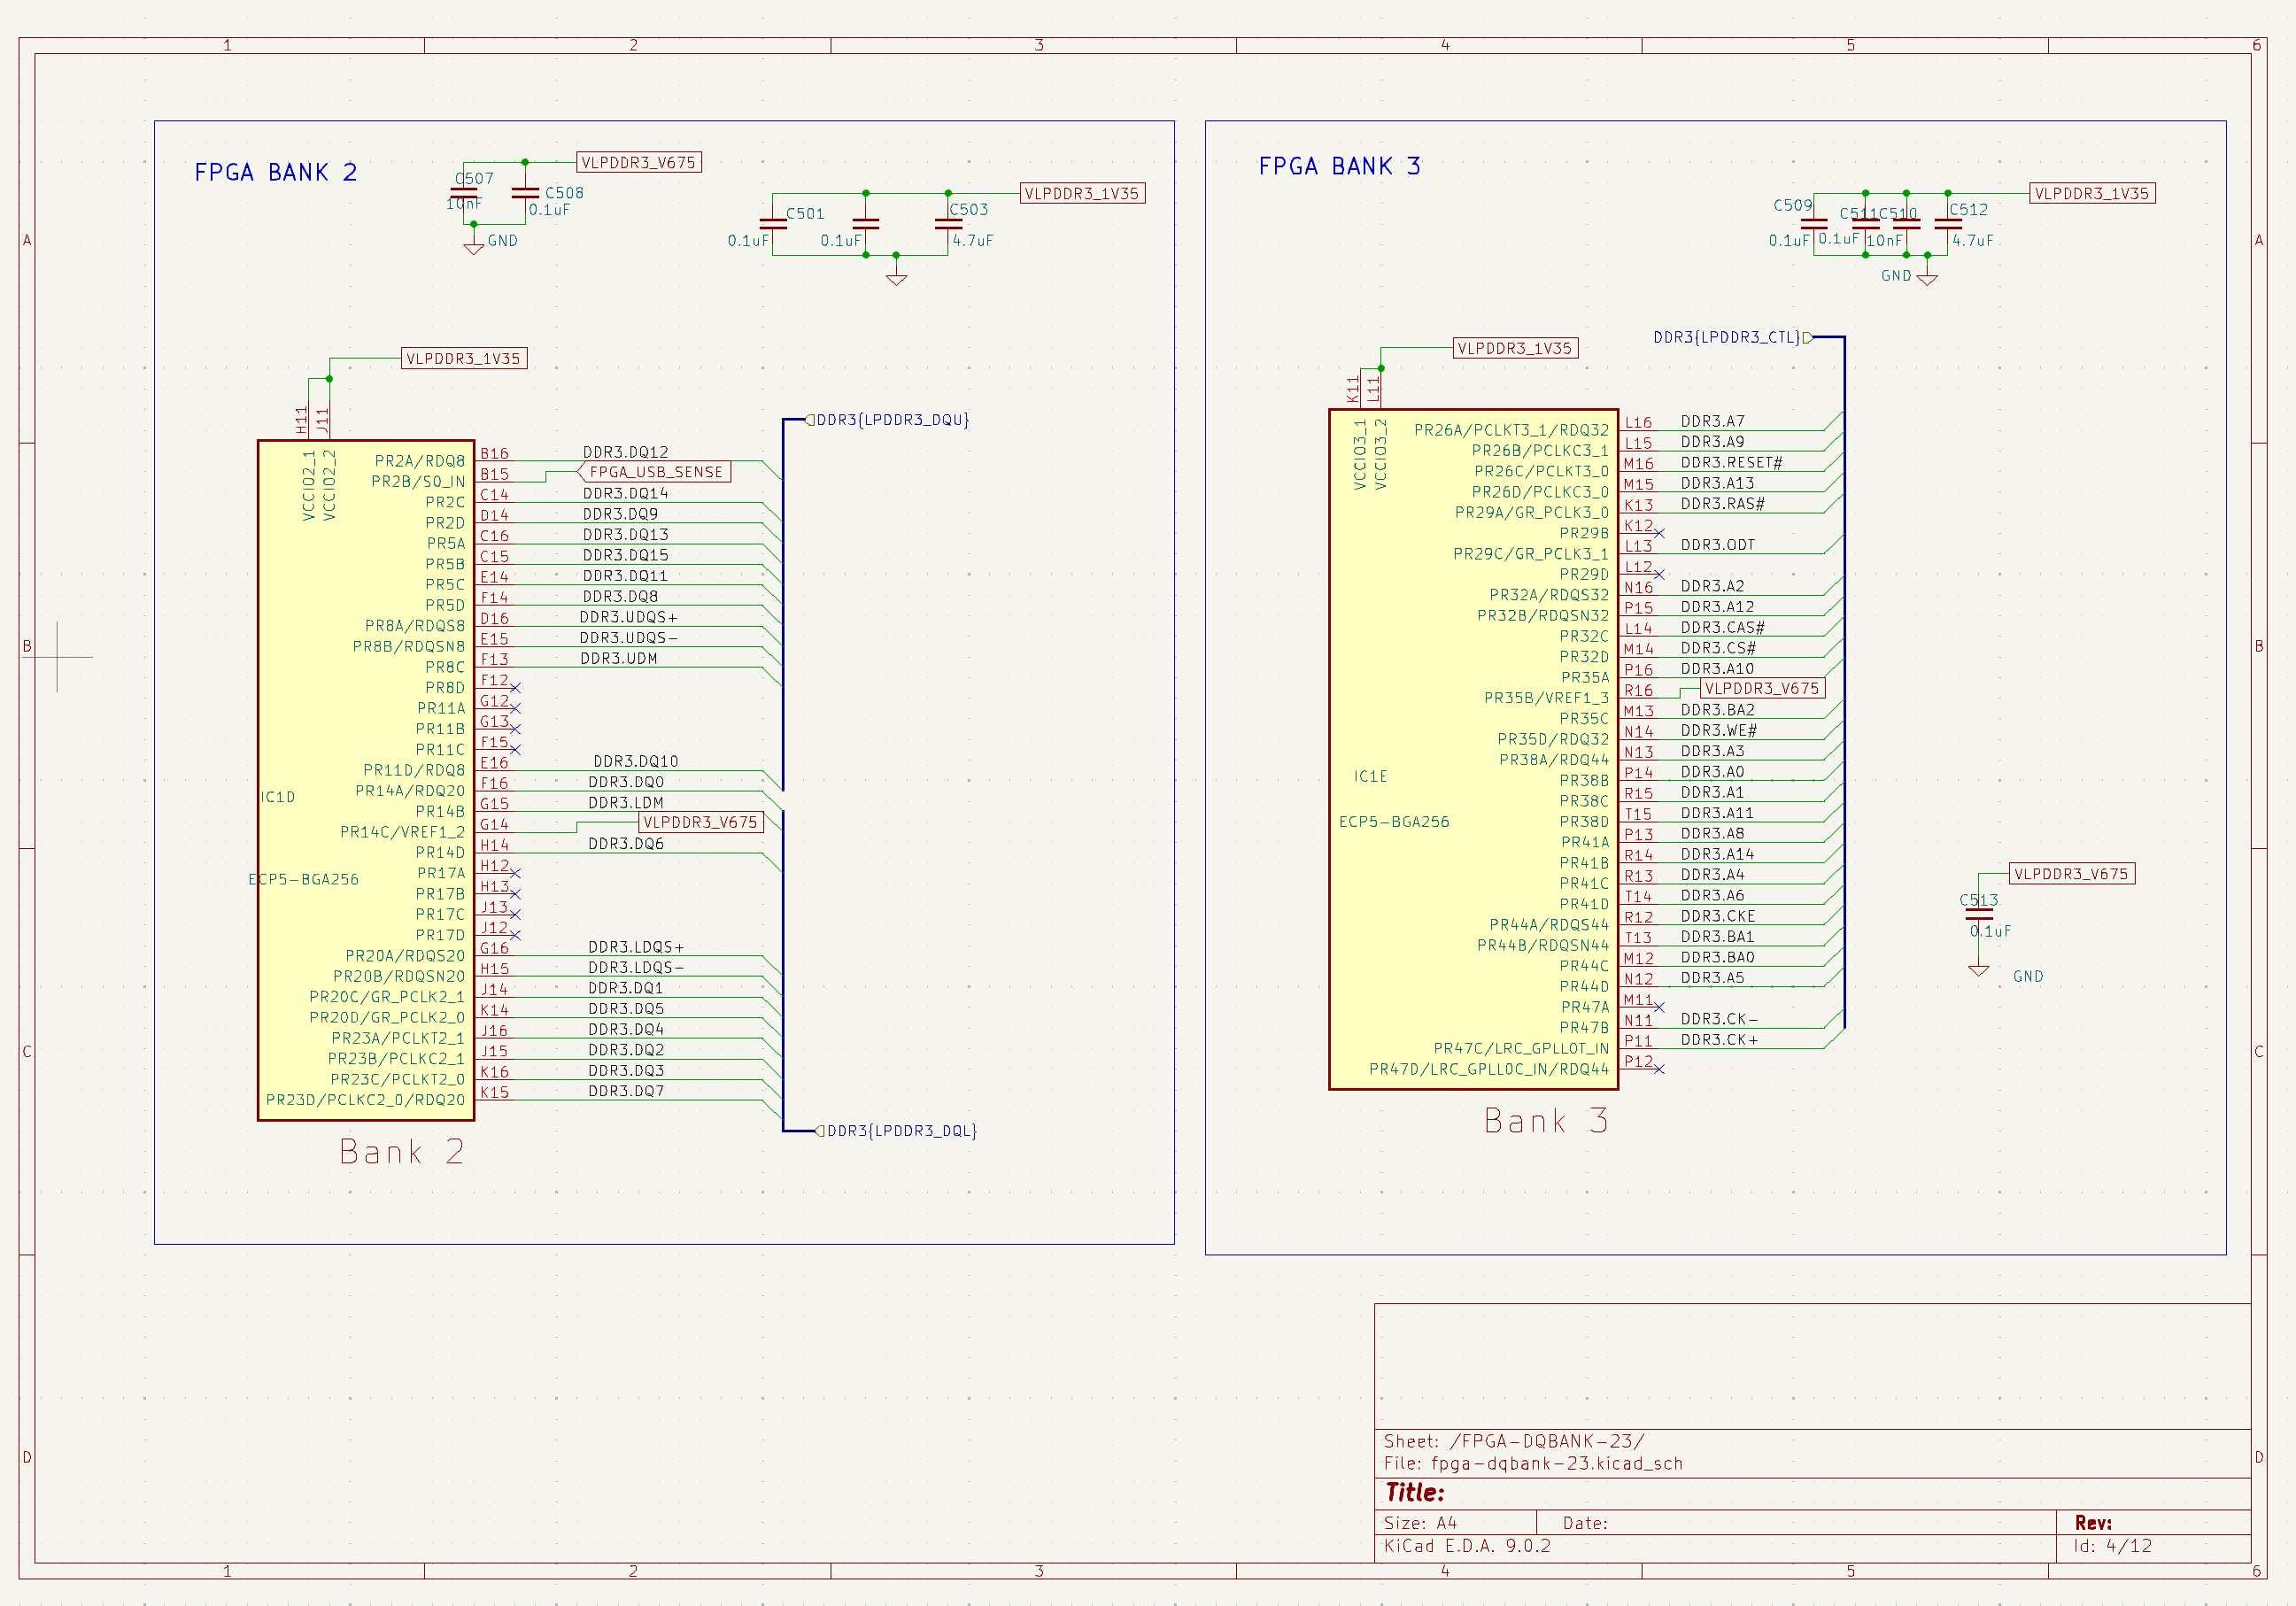 1 2 3 4 5 6
A
B
C
D
FPGA BANK 2
C507
10nF
C508
0.1uF
VLPDDR3_V675
GND
C501
0.1uF
0.1uF
C503
4.7uF
VLPDDR3_1V35
VLPDDR3_1V35
H11
J11
VCCIO2_1
VCCIO2_2
DDR3{LPDDR3_DQU}
PR2A/RDQ8 B16 DDR3.DQ12
PR2B/S0_IN B15 FPGA_USB_SENSE
PR2C C14 DDR3.DQ14
PR2D D14 DDR3.DQ9
PR5A C16 DDR3.DQ13
PR5B C15 DDR3.DQ15
PR5C E14 DDR3.DQ11
PR5D F14 DDR3.DQ8
PR8A/RDQS8 D16 DDR3.UDQS+
PR8B/RDQSN8 E15 DDR3.UDQS-
PR8C F13 DDR3.UDM
PR8D F12
PR11A G12
PR11B G13
PR11C F15
PR11D/RDQ8 E16 DDR3.DQ10
PR14A/RDQ20 F16 DDR3.DQ0
IC1D
PR14B G15 DDR3.LDM
PR14C/VREF1_2 G14 VLPDDR3_V675
PR14D H14 DDR3.DQ6
PR17A H12
ECP5-BGA256
PR17B H13
PR17C J13
PR17D J12
PR20A/RDQS20 G16 DDR3.LDQS+
PR20B/RDQSN20 H15 DDR3.LDQS-
PR20C/GR_PCLK2_1 J14 DDR3.DQ1
PR20D/GR_PCLK2_0 K14 DDR3.DQ5
PR23A/PCLKT2_1 J16 DDR3.DQ4
PR23B/PCLKC2_1 J15 DDR3.DQ2
PR23C/PCLKT2_0 K16 DDR3.DQ3
PR23D/PCLKC2_0/RDQ20 K15 DDR3.DQ7
DDR3{LPDDR3_DQL}
Bank 2
FPGA BANK 3
C509
0.1uF
C511
0.1uF
C510
10nF
C512
4.7uF
VLPDDR3_1V35
GND
DDR3{LPDDR3_CTL}
VLPDDR3_1V35
K11
L11
VCCIO3_1
VCCIO3_2
PR26A/PCLKT3_1/RDQ32 L16 DDR3.A7
PR26B/PCLKC3_1 L15 DDR3.A9
PR26C/PCLKT3_0 M16 DDR3.RESET#
PR26D/PCLKC3_0 M15 DDR3.A13
PR29A/GR_PCLK3_0 K13 DDR3.RAS#
PR29B K12
PR29C/GR_PCLK3_1 L13 DDR3.ODT
PR29D L12
PR32A/RDQS32 N16 DDR3.A2
PR32B/RDQSN32 P15 DDR3.A12
PR32C L14 DDR3.CAS#
PR32D M14 DDR3.CS#
PR35A P16 DDR3.A10
PR35B/VREF1_3 R16 VLPDDR3_V675
PR35C M13 DDR3.BA2
PR35D/RDQ32 N14 DDR3.WE#
PR38A/RDQ44 N13 DDR3.A3
IC1E
PR38B P14 DDR3.A0
PR38C R15 DDR3.A1
ECP5-BGA256
PR38D T15 DDR3.A11
PR41A P13 DDR3.A8
PR41B R14 DDR3.A14
PR41C R13 DDR3.A4
PR41D T14 DDR3.A6
PR44A/RDQS44 R12 DDR3.CKE
PR44B/RDQSN44 T13 DDR3.BA1
PR44C M12 DDR3.BA0
PR44D N12 DDR3.A5
PR47A M11
PR47B N11 DDR3.CK-
PR47C/LRC_GPLL0T_IN P11 DDR3.CK+
PR47D/LRC_GPLL0C_IN/RDQ44 P12
Bank 3
VLPDDR3_V675
C513
0.1uF
GND
A
B
C
D
Sheet: /FPGA-DQBANK-23/
File: fpga-dqbank-23.kicad_sch
Title:
Size: A4 Date: Rev:
KiCad E.D.A. 9.0.2 Id: 4/12
1 2 3 4 5 6